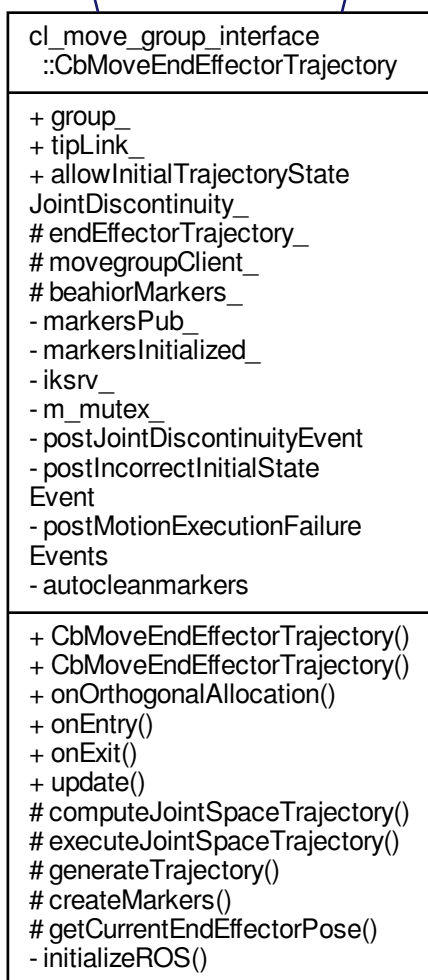 cl_move_group_interface
::CbMoveEndEffectorTrajectory
+ group_
+ tipLink_
+ allowInitialTrajectoryState
JointDiscontinuity_
# endEffectorTrajectory_
# movegroupClient_
# beahiorMarkers_
- markersPub_
- markersInitialized_
- iksrv_
- m_mutex_
- postJointDiscontinuityEvent
- postIncorrectInitialState
Event
- postMotionExecutionFailure
Events
- autocleanmarkers
+ CbMoveEndEffectorTrajectory()
+ CbMoveEndEffectorTrajectory()
+ onOrthogonalAllocation()
+ onEntry()
+ onExit()
+ update()
# computeJointSpaceTrajectory()
# executeJointSpaceTrajectory()
# generateTrajectory()
# createMarkers()
# getCurrentEndEffectorPose()
- initializeROS()